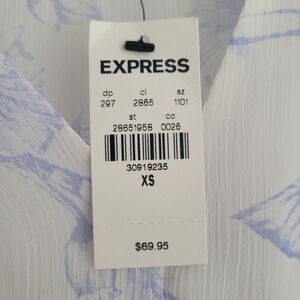 EXPRESS
dp cl sz
297 2865 1101
st co
28651958 0026
30919235
XS
$69.95